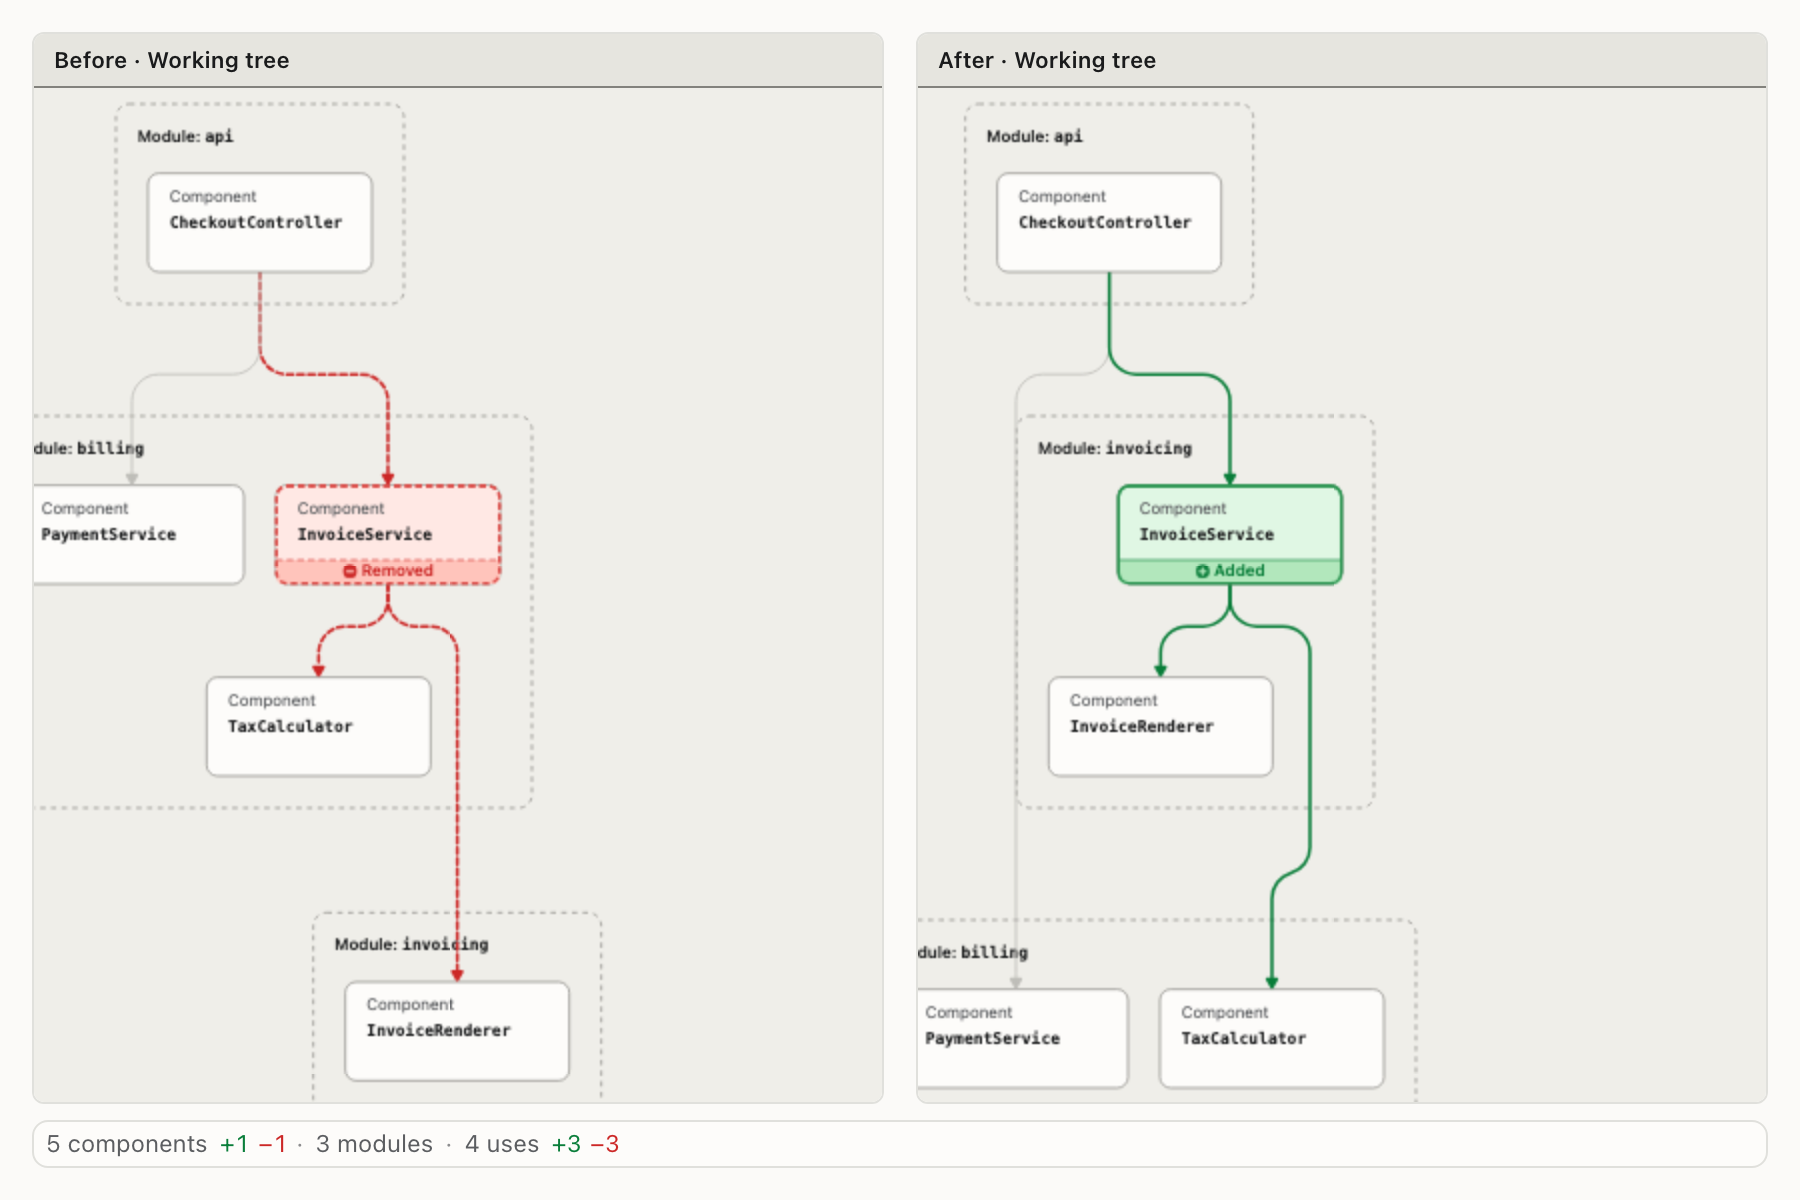 Before · Working tree
Module: api
Component
CheckoutController
dule: billing
Component
PaymentService
Component
InvoiceService
Removed
Component
TaxCalculator
Module: invoicing
Component
InvoiceRenderer
After · Working tree
Module: api
Component
CheckoutController
Module: invoicing
Component
InvoiceService
Added
Component
InvoiceRenderer
dule: billing
Component
PaymentService
Component
TaxCalculator
5 components +1 −1 · 3 modules · 4 uses +3 −3